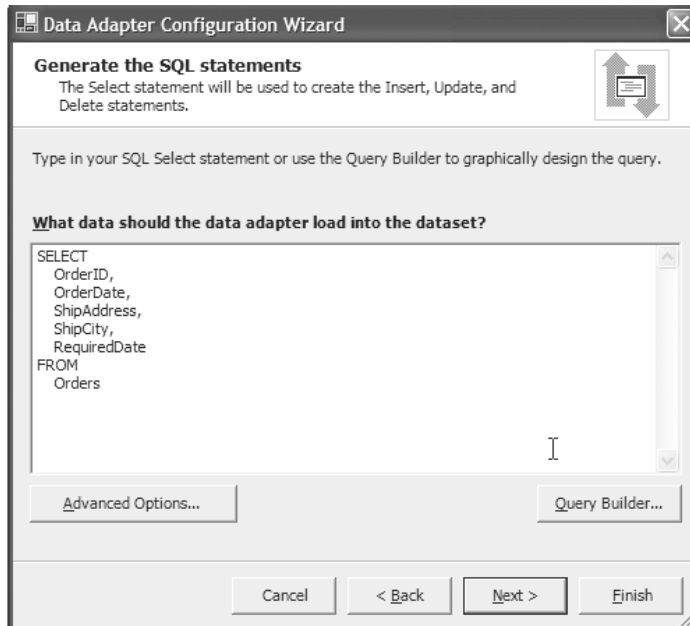 Data Adapter Configuration Wizard
Generate the SQL statements
The Select statement will be used to create the Insert, Update, and
Delete statements.
Type in your SQL Select statement or use the Query Builder to graphically design the query.
What data should the data adapter load into the dataset?
SELECT
OrderID,
OrderDate,
ShipAddress,
ShipCity,
RequiredDate
FROM
Orders
Advanced Options...
Query Builder...
Cancel
< Back
Next >
Finish